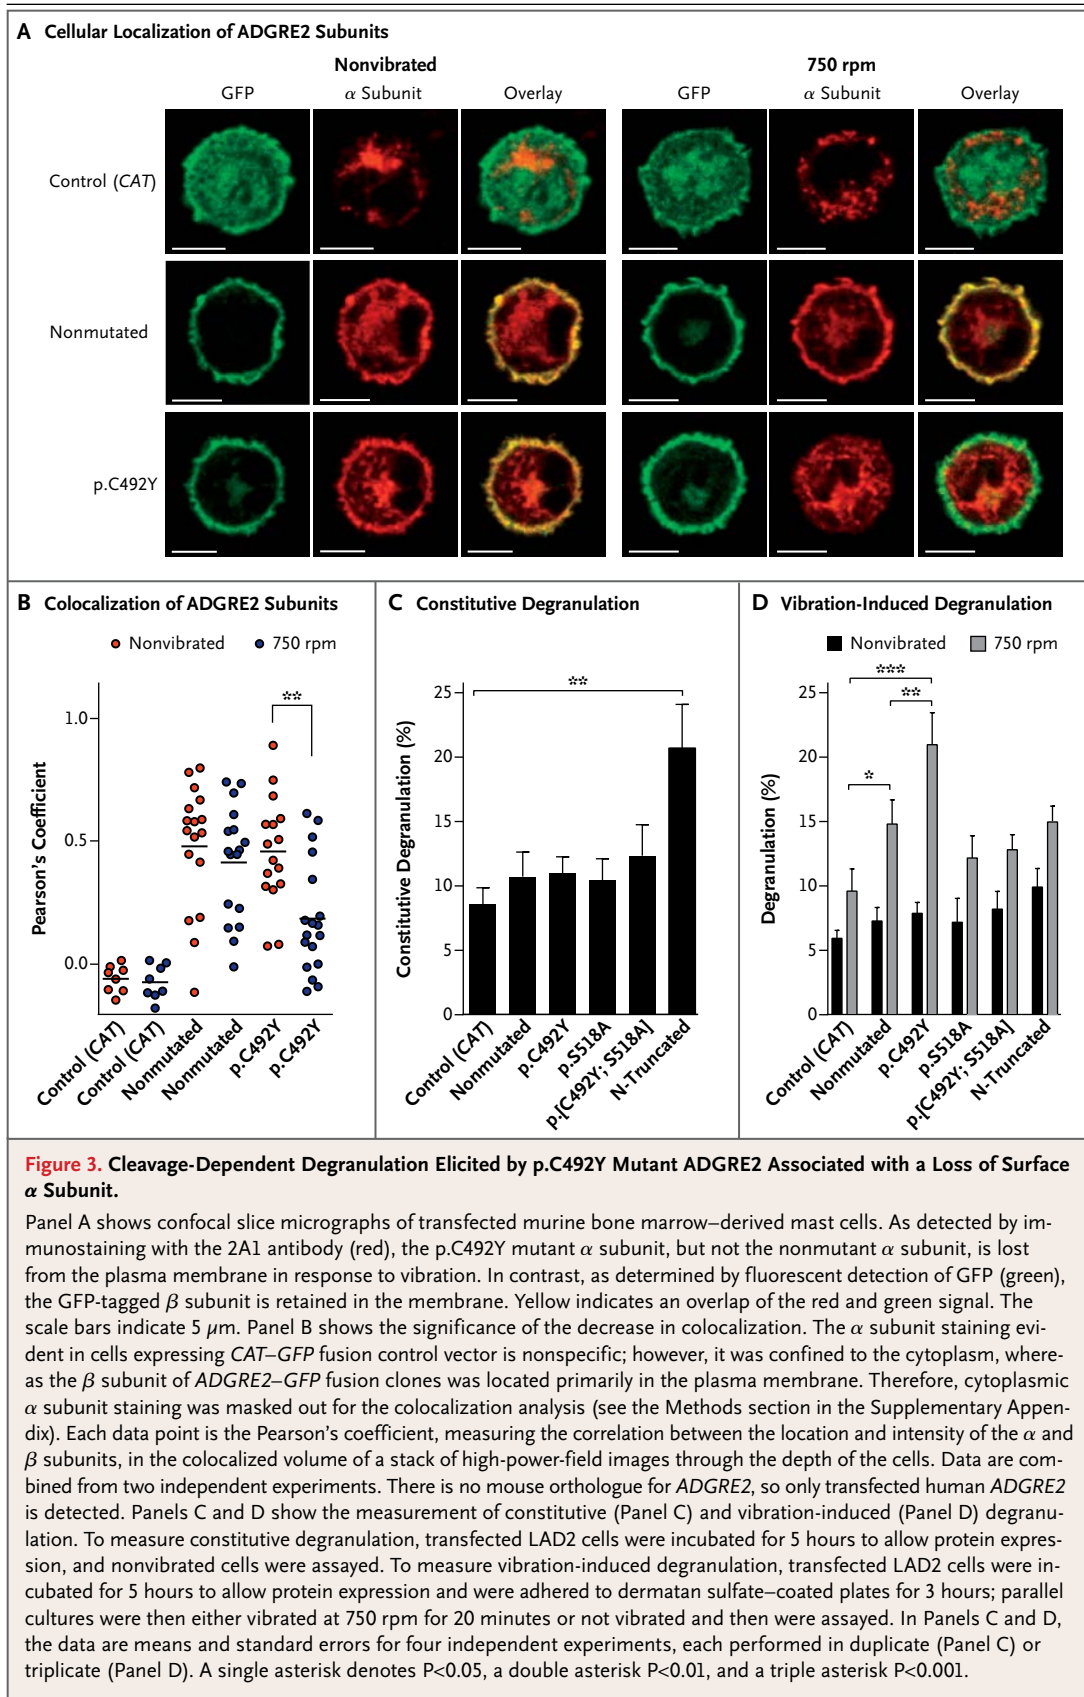 A Cellular Localization of ADGRE2 Subunits
Nonvibrated 750 rpm
GFP α Subunit Overlay GFP α Subunit Overlay
Control (CAT)
Nonmutated
p.C492Y
B Colocalization of ADGRE2 Subunits
Nonvibrated 750 rpm
**
1.0
0.5
0.0
Pearson's Coefficient
Control (CAT)
Control (CAT)
Nonmutated
Nonmutated
p.C492Y
p.C492Y
C Constitutive Degranulation
**
25
20
15
10
5
0
Constitutive Degranulation (%)
Control (CAT)
Nonmutated
p.C492Y
p.S518A
p.[C492Y; S518A]
N-Truncated
D Vibration-Induced Degranulation
Nonvibrated 750 rpm
***
**
*
25
20
15
10
5
0
Degranulation (%)
Control (CAT)
Nonmutated
p.C492Y
p.S518A
p.[C492Y; S518A]
N-Truncated
Figure 3. Cleavage-Dependent Degranulation Elicited by p.C492Y Mutant ADGRE2 Associated with a Loss of Surface
α Subunit.
Panel A shows confocal slice micrographs of transfected murine bone marrow–derived mast cells. As detected by im-
munostaining with the 2A1 antibody (red), the p.C492Y mutant α subunit, but not the nonmutant α subunit, is lost
from the plasma membrane in response to vibration. In contrast, as determined by fluorescent detection of GFP (green),
the GFP-tagged β subunit is retained in the membrane. Yellow indicates an overlap of the red and green signal. The
scale bars indicate 5 μm. Panel B shows the significance of the decrease in colocalization. The α subunit staining evi-
dent in cells expressing CAT–GFP fusion control vector is nonspecific; however, it was confined to the cytoplasm, where-
as the β subunit of ADGRE2–GFP fusion clones was located primarily in the plasma membrane. Therefore, cytoplasmic
α subunit staining was masked out for the colocalization analysis (see the Methods section in the Supplementary Appen-
dix). Each data point is the Pearson's coefficient, measuring the correlation between the location and intensity of the α and
β subunits, in the colocalized volume of a stack of high-power-field images through the depth of the cells. Data are com-
bined from two independent experiments. There is no mouse orthologue for ADGRE2, so only transfected human ADGRE2
is detected. Panels C and D show the measurement of constitutive (Panel C) and vibration-induced (Panel D) degranu-
lation. To measure constitutive degranulation, transfected LAD2 cells were incubated for 5 hours to allow protein expres-
sion, and nonvibrated cells were assayed. To measure vibration-induced degranulation, transfected LAD2 cells were in-
cubated for 5 hours to allow protein expression and were adhered to dermatan sulfate–coated plates for 3 hours; parallel
cultures were then either vibrated at 750 rpm for 20 minutes or not vibrated and then were assayed. In Panels C and D,
the data are means and standard errors for four independent experiments, each performed in duplicate (Panel C) or
triplicate (Panel D). A single asterisk denotes P<0.05, a double asterisk P<0.01, and a triple asterisk P<0.001.